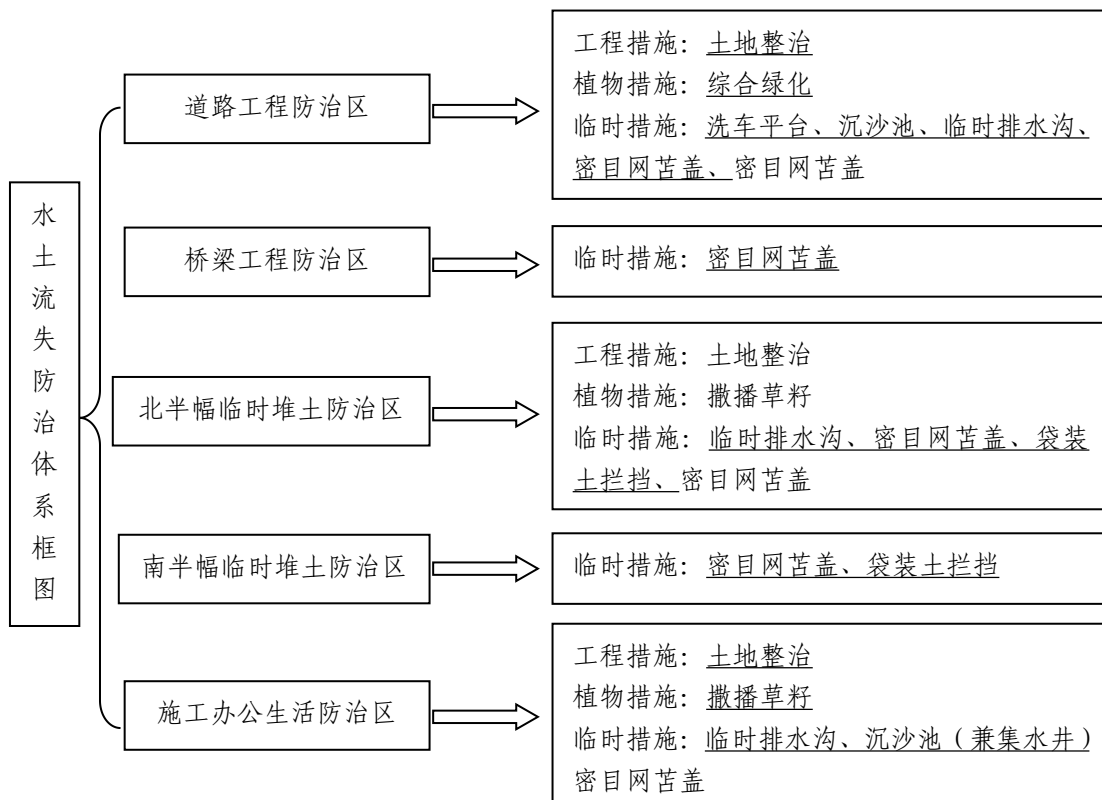 水土流失防治体系框图
道路工程防治区
工程措施：土地整治
植物措施：综合绿化
临时措施：洗车平台、沉沙池、临时排水沟、
密目网苫盖、密目网苫盖
桥梁工程防治区
临时措施：密目网苫盖
北半幅临时堆土防治区
工程措施：土地整治
植物措施：撒播草籽
临时措施：临时排水沟、密目网苫盖、袋装
土拦挡、密目网苫盖
南半幅临时堆土防治区
临时措施：密目网苫盖、袋装土拦挡
施工办公生活防治区
工程措施：土地整治
植物措施：撒播草籽
临时措施：临时排水沟、沉沙池（兼集水井）
密目网苫盖